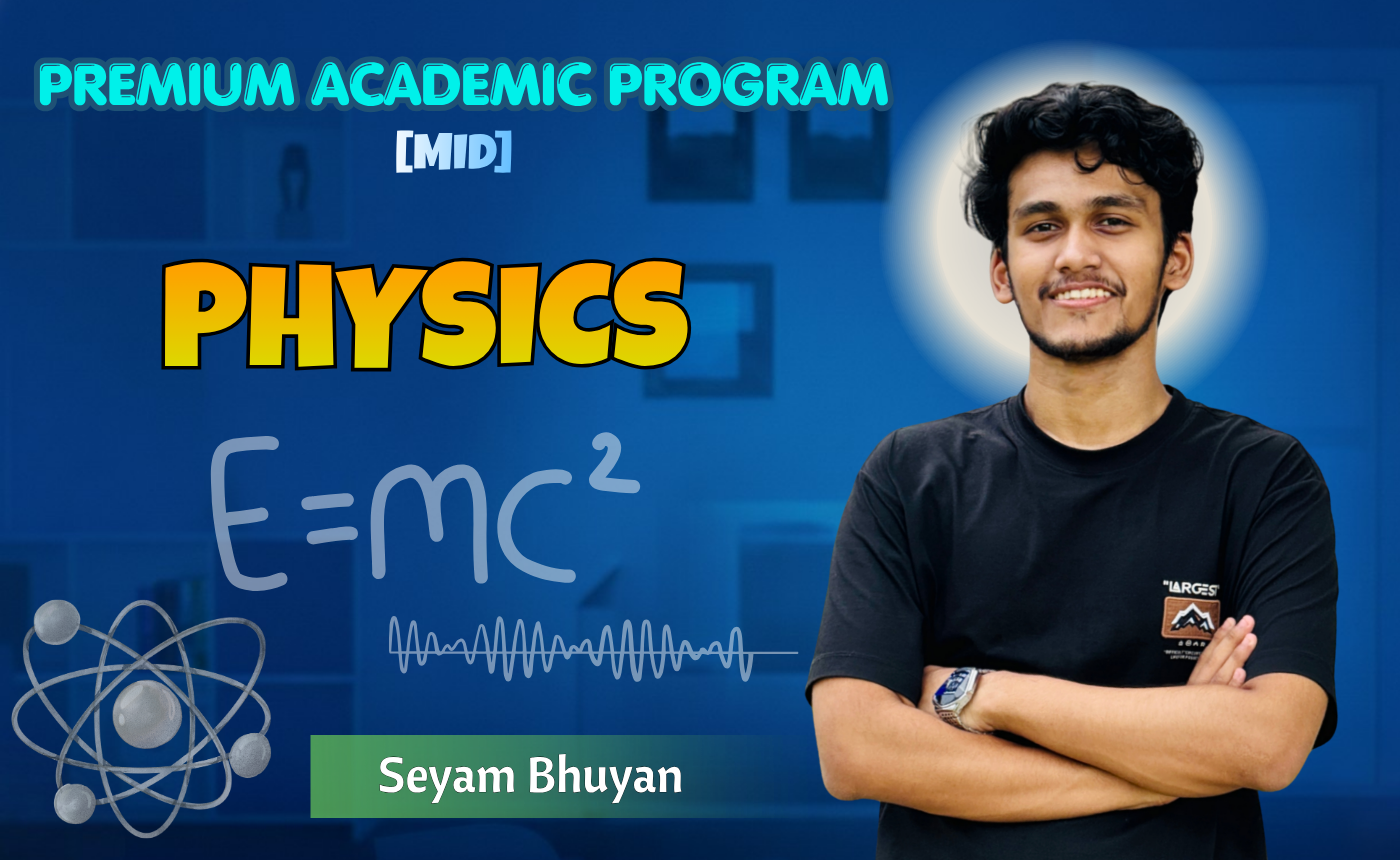 PREMIUM ACADEMIC PROGRAM
[MID]
PHYSICS
E=mc²
Seyam Bhuyan
"LARGEST"